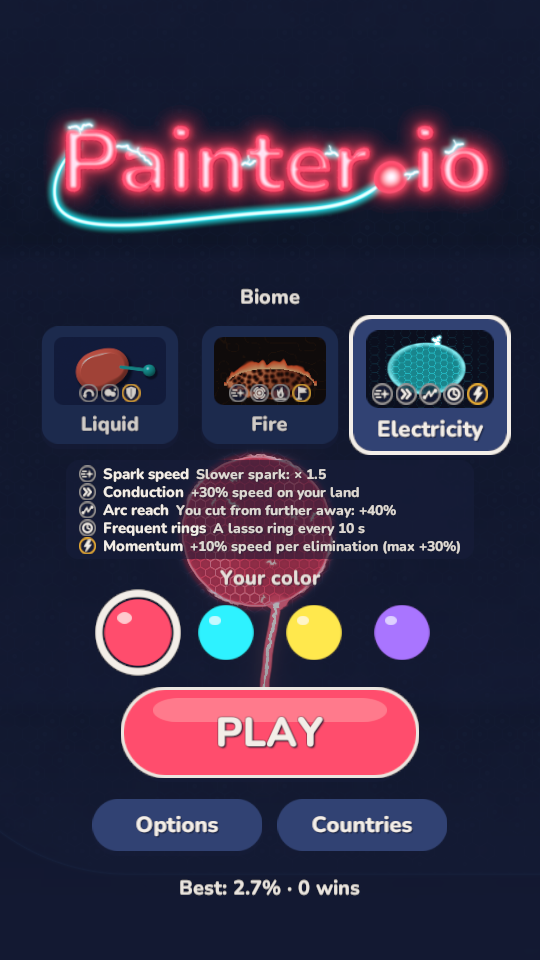 Painter.io
Biome
Liquid
Fire
Electricity
Spark speed Slower spark: × 1.5
Conduction +30% speed on your land
Arc reach You cut from further away: +40%
Frequent rings A lasso ring every 10 s
Momentum +10% speed per elimination (max +30%)
Your color
PLAY
Options
Countries
Best: 2.7% · 0 wins